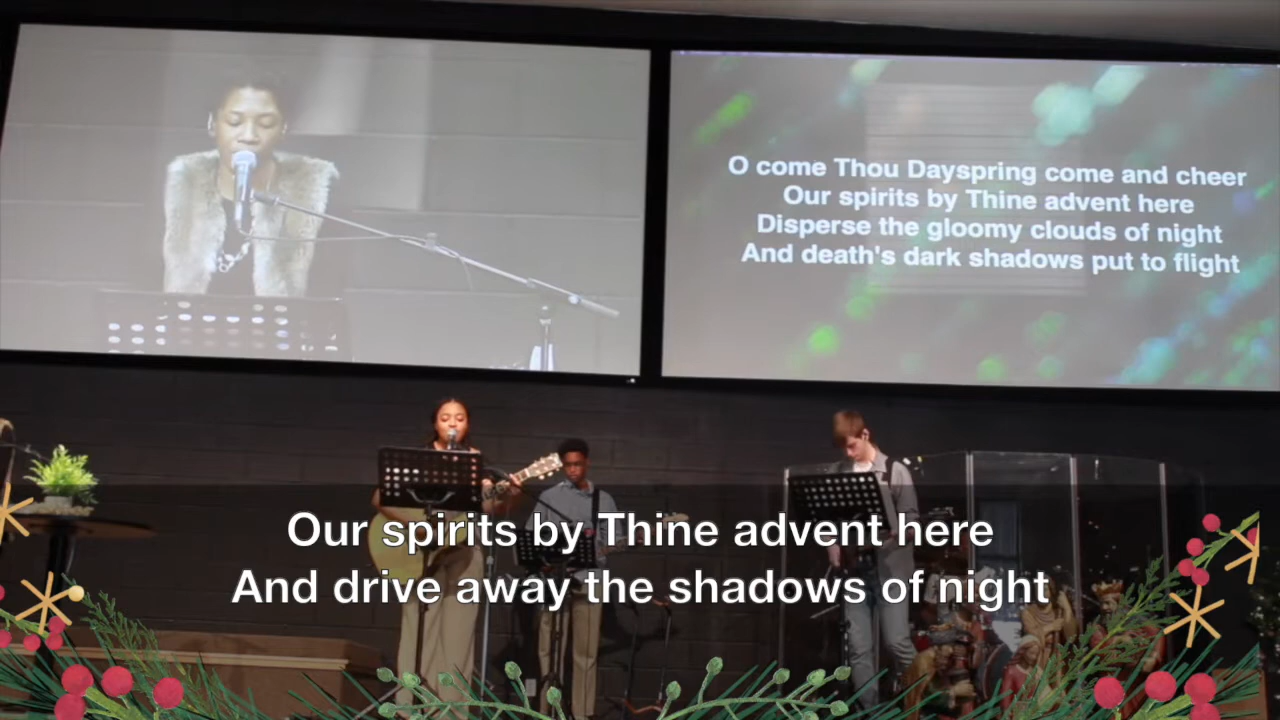 O come Thou Dayspring come and cheer
Our spirits by Thine advent here
Disperse the gloomy clouds of night
And death's dark shadows put to flight
Our spirits by Thine advent here
And drive away the shadows of night